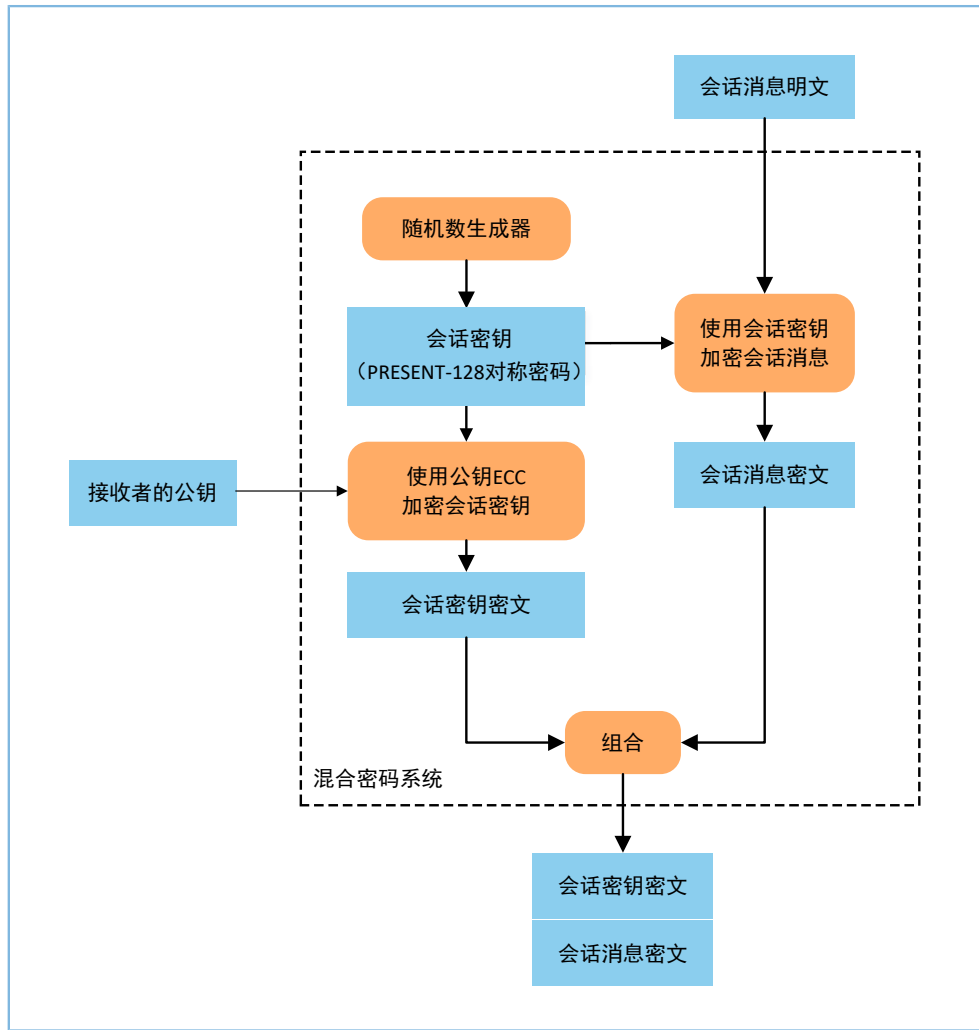 会话消息明文
随机数生成器
会话密钥
（PRESENT-128对称密码）
使用会话密钥
加密会话消息
接收者的公钥
使用公钥ECC
加密会话密钥
会话消息密文
会话密钥密文
组合
混合密码系统
会话密钥密文
会话消息密文